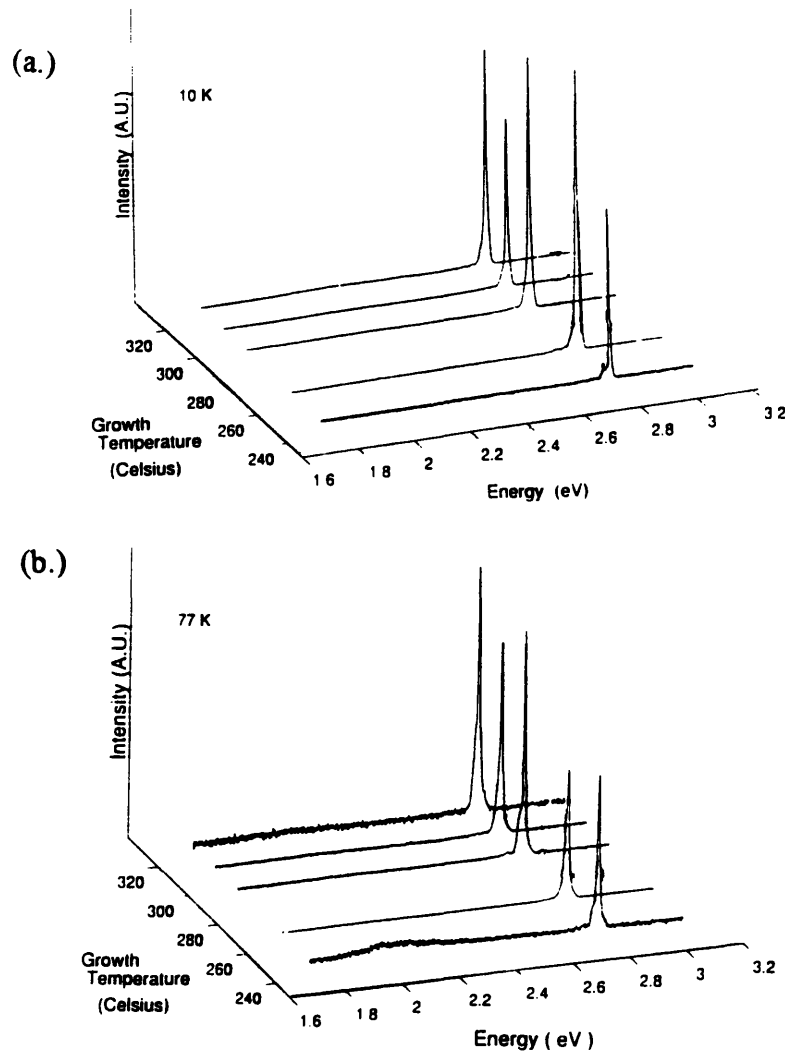 (a.)
10 K
Intensity (A.U.)
320
300
280
260
240
Growth
Temperature
(Celsius)
1 6
1 8
2
2.2
2.4
2.6
2.8
3
3 2
Energy (eV)
(b.)
77 K
Intensity (A.U.)
320
300
280
260
240
Growth
Temperature
(Celsius)
1.6
1 8
2
2.2
2.4
2.6
2.8
3
3.2
Energy ( eV )